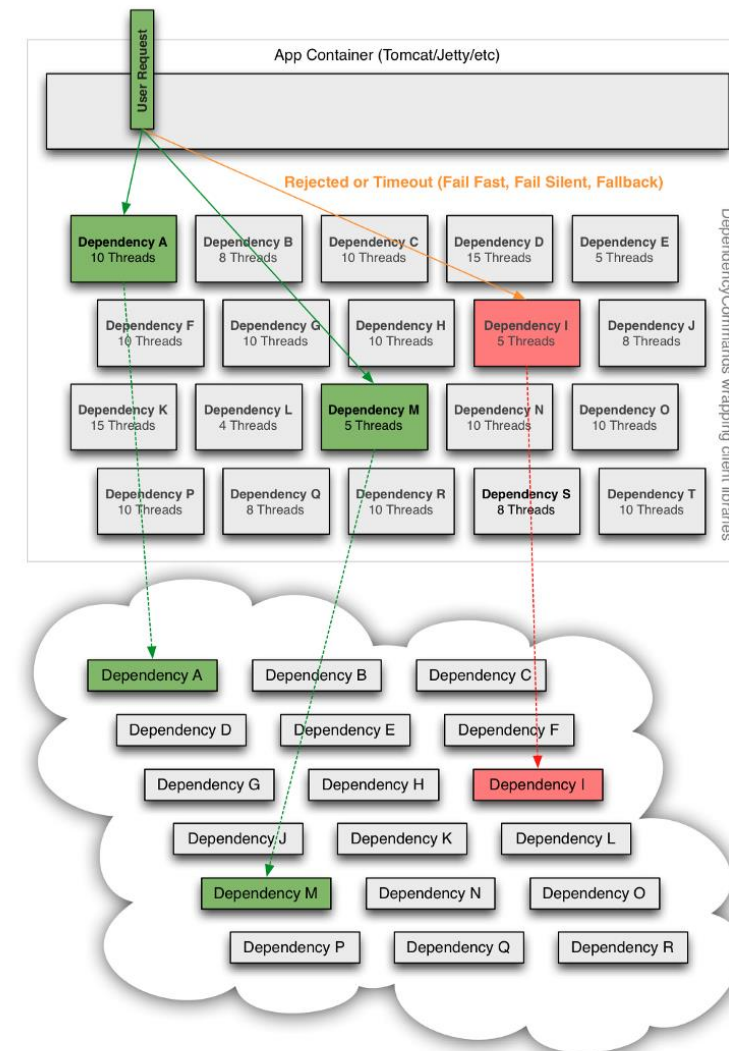 User Request
App Container (Tomcat/Jetty/etc)
Rejected or Timeout (Fail Fast, Fail Silent, Fallback)
DependencyCommands wrapping client libraries
Dependency A
10 Threads
Dependency B
8 Threads
Dependency C
10 Threads
Dependency D
15 Threads
Dependency E
5 Threads
Dependency F
10 Threads
Dependency G
10 Threads
Dependency H
10 Threads
Dependency I
5 Threads
Dependency J
8 Threads
Dependency K
15 Threads
Dependency L
4 Threads
Dependency M
5 Threads
Dependency N
10 Threads
Dependency O
10 Threads
Dependency P
10 Threads
Dependency Q
8 Threads
Dependency R
10 Threads
Dependency S
8 Threads
Dependency T
10 Threads
Dependency A
Dependency B
Dependency C
Dependency D
Dependency E
Dependency F
Dependency G
Dependency H
Dependency I
Dependency J
Dependency K
Dependency L
Dependency M
Dependency N
Dependency O
Dependency P
Dependency Q
Dependency R